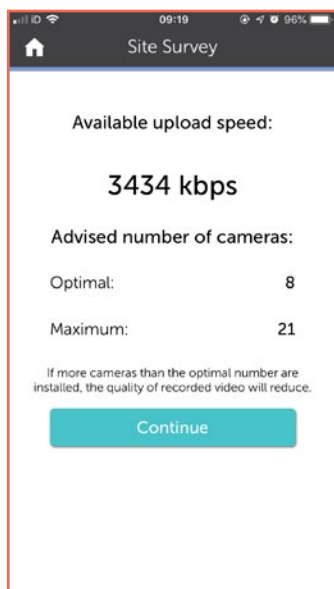 iD 09:19 96%
Site Survey
Available upload speed:
3434 kbps
Advised number of cameras:
Optimal: 8
Maximum: 21
If more cameras than the optimal number are
installed, the quality of recorded video will reduce.
Continue